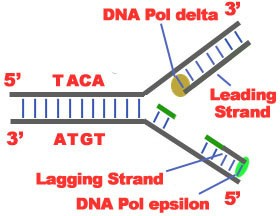 DNA Pol delta
3'
5'
TACA
Leading
Strand
3'
ATGT
Lagging Strand
DNA Pol epsilon
5'